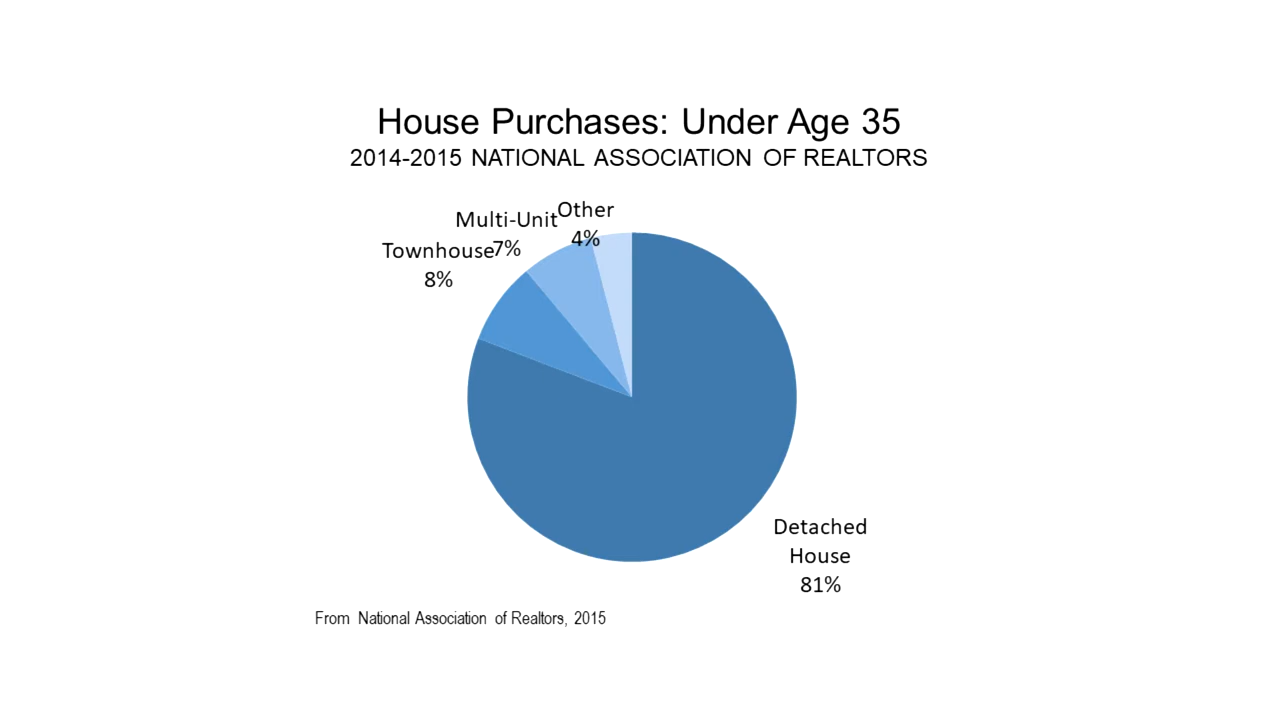 House Purchases: Under Age 35
2014-2015 NATIONAL ASSOCIATION OF REALTORS
Other
4%
Multi-Unit
7%
Townhouse
8%
Detached
House
81%
From National Association of Realtors, 2015